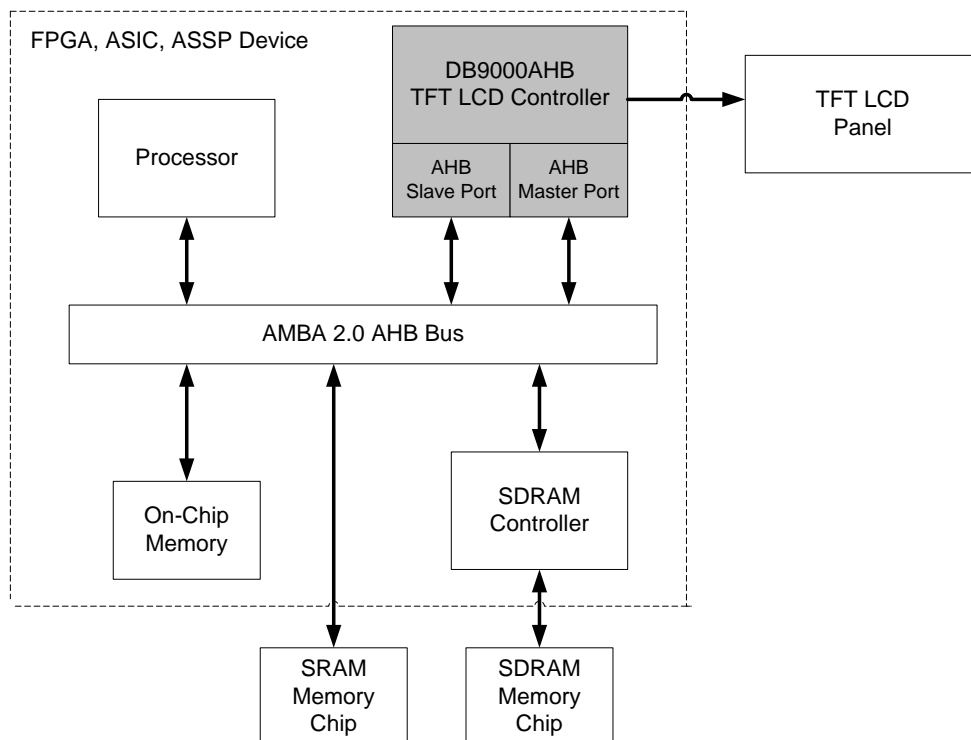 FPGA, ASIC, ASSP Device
DB9000AHB
TFT LCD Controller
TFT LCD
Panel
Processor
AHB
Slave Port
AHB
Master Port
AMBA 2.0 AHB Bus
On-Chip
Memory
SDRAM
Controller
SRAM
Memory
Chip
SDRAM
Memory
Chip